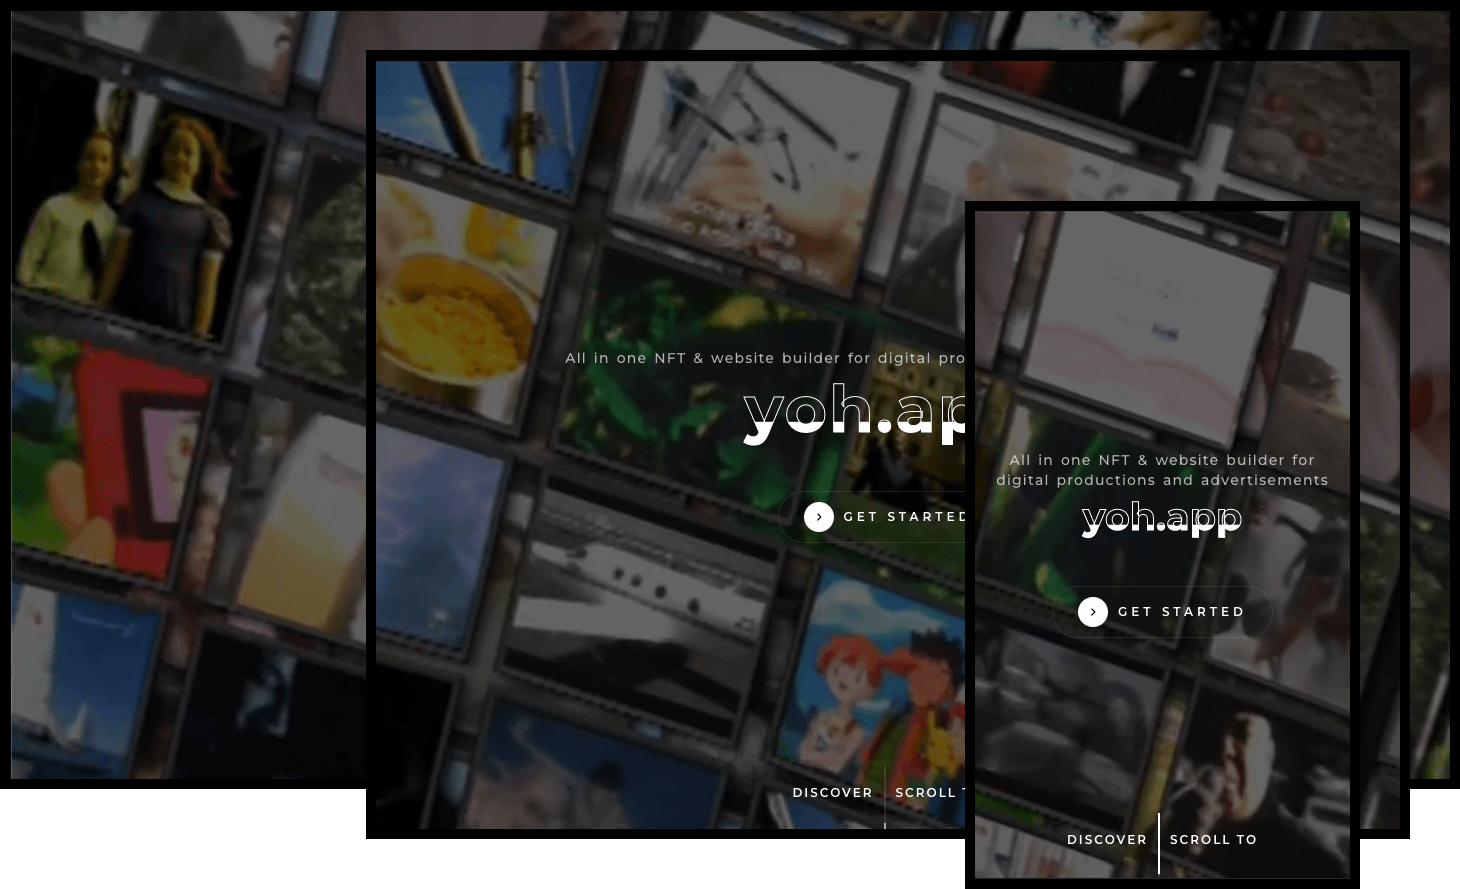 All in one NFT & website builder for digital pro
yoh.ap
GET STARTED
DISCOVER
SCROLL T
All in one NFT & website builder for
digital productions and advertisements
yoh.app
GET STARTED
DISCOVER
SCROLL TO